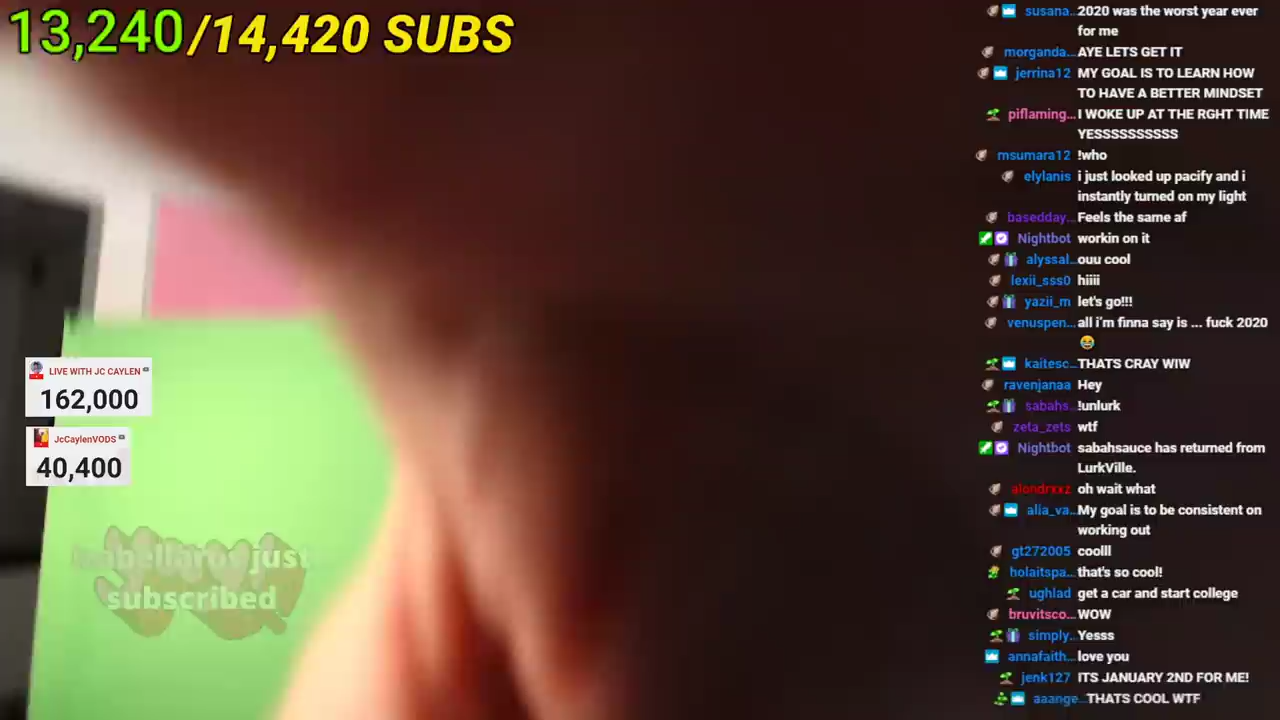 13,240/14,420 SUBS
LIVE WITH JC CAYLEN
162,000
JcCaylenVODS
40,400
just
subscribed
susana… 2020 was the worst year ever
for me
morganda… AYE LETS GET IT
jerrina12 MY GOAL IS TO LEARN HOW
TO HAVE A BETTER MINDSET
piflaming… I WOKE UP AT THE RGHT TIME
YESSSSSSSSSS
msumara12 !who
elylanis i just looked up pacify and i
instantly turned on my light
basedday… Feels the same af
Nightbot workin on it
alyssal… ouu cool
lexii_sss0 hiiii
yazii_m let's go!!!
venuspen… all i'm finna say is ... fuck 2020
😂
kaitesc… THATS CRAY WIW
ravenjanaa Hey
sabahs… !unlurk
zeta_zets wtf
Nightbot sabahsauce has returned from
LurkVille.
alondrxxz oh wait what
alia_va… My goal is to be consistent on
working out
gt272005 coolll
holaitspa… that's so cool!
ughlad get a car and start college
bruvitsco… WOW
simply… Yesss
annafaith… love you
jenk127 ITS JANUARY 2ND FOR ME!
aaange… THATS COOL WTF